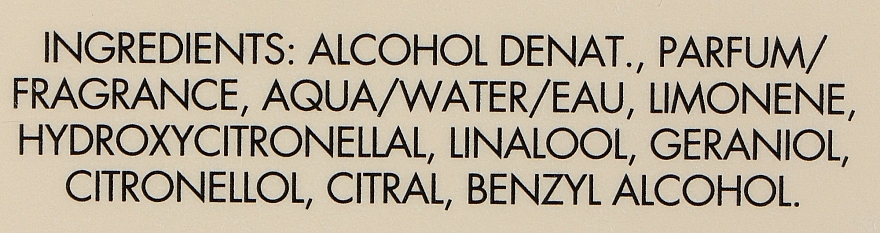 INGREDIENTS: ALCOHOL DENAT., PARFUM/
FRAGRANCE, AQUA/WATER/EAU, LIMONENE,
HYDROXYCITRONELLAL, LINALOOL, GERANIOL,
CITRONELLOL, CITRAL, BENZYL ALCOHOL.